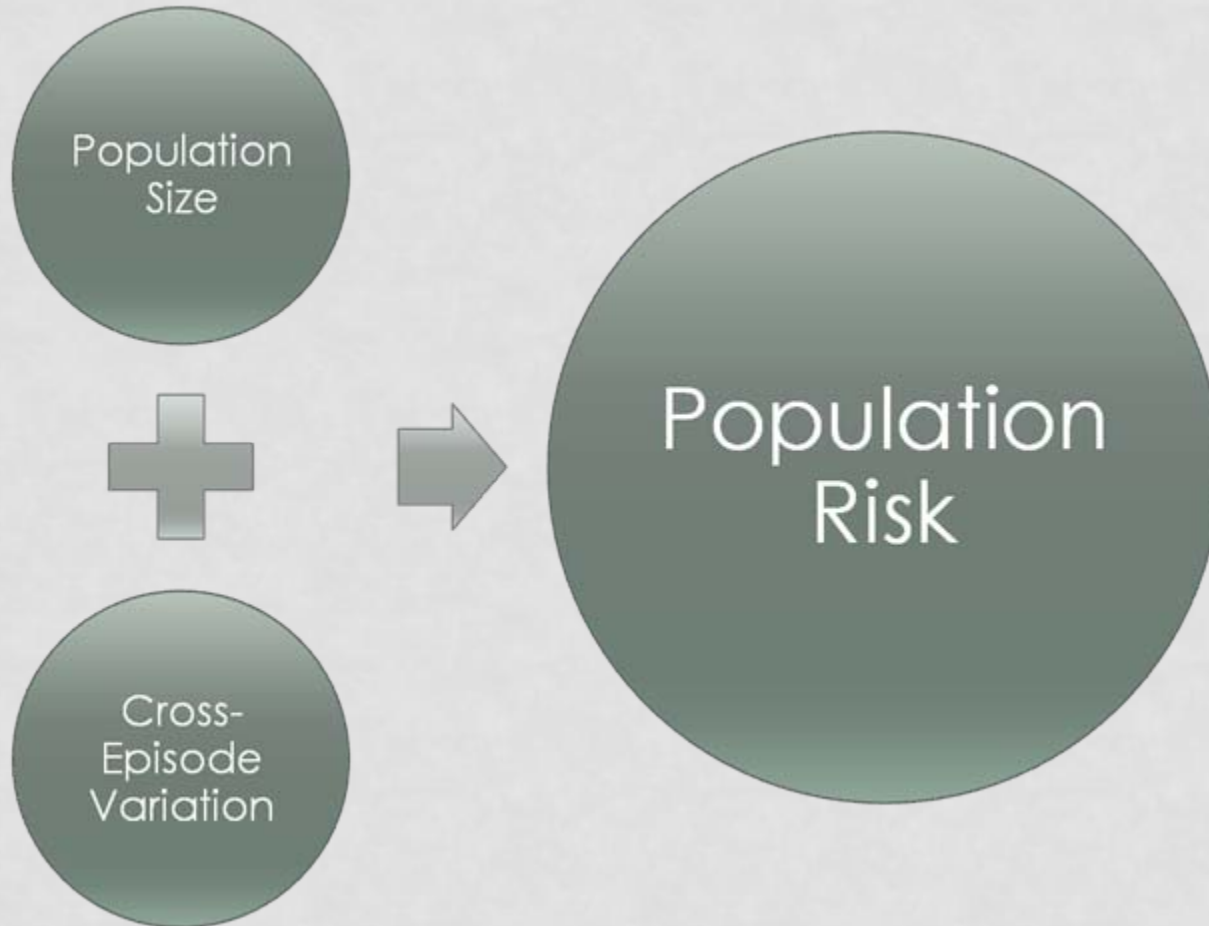 Population
Size
Cross-
Episode
Variation
Population
Risk